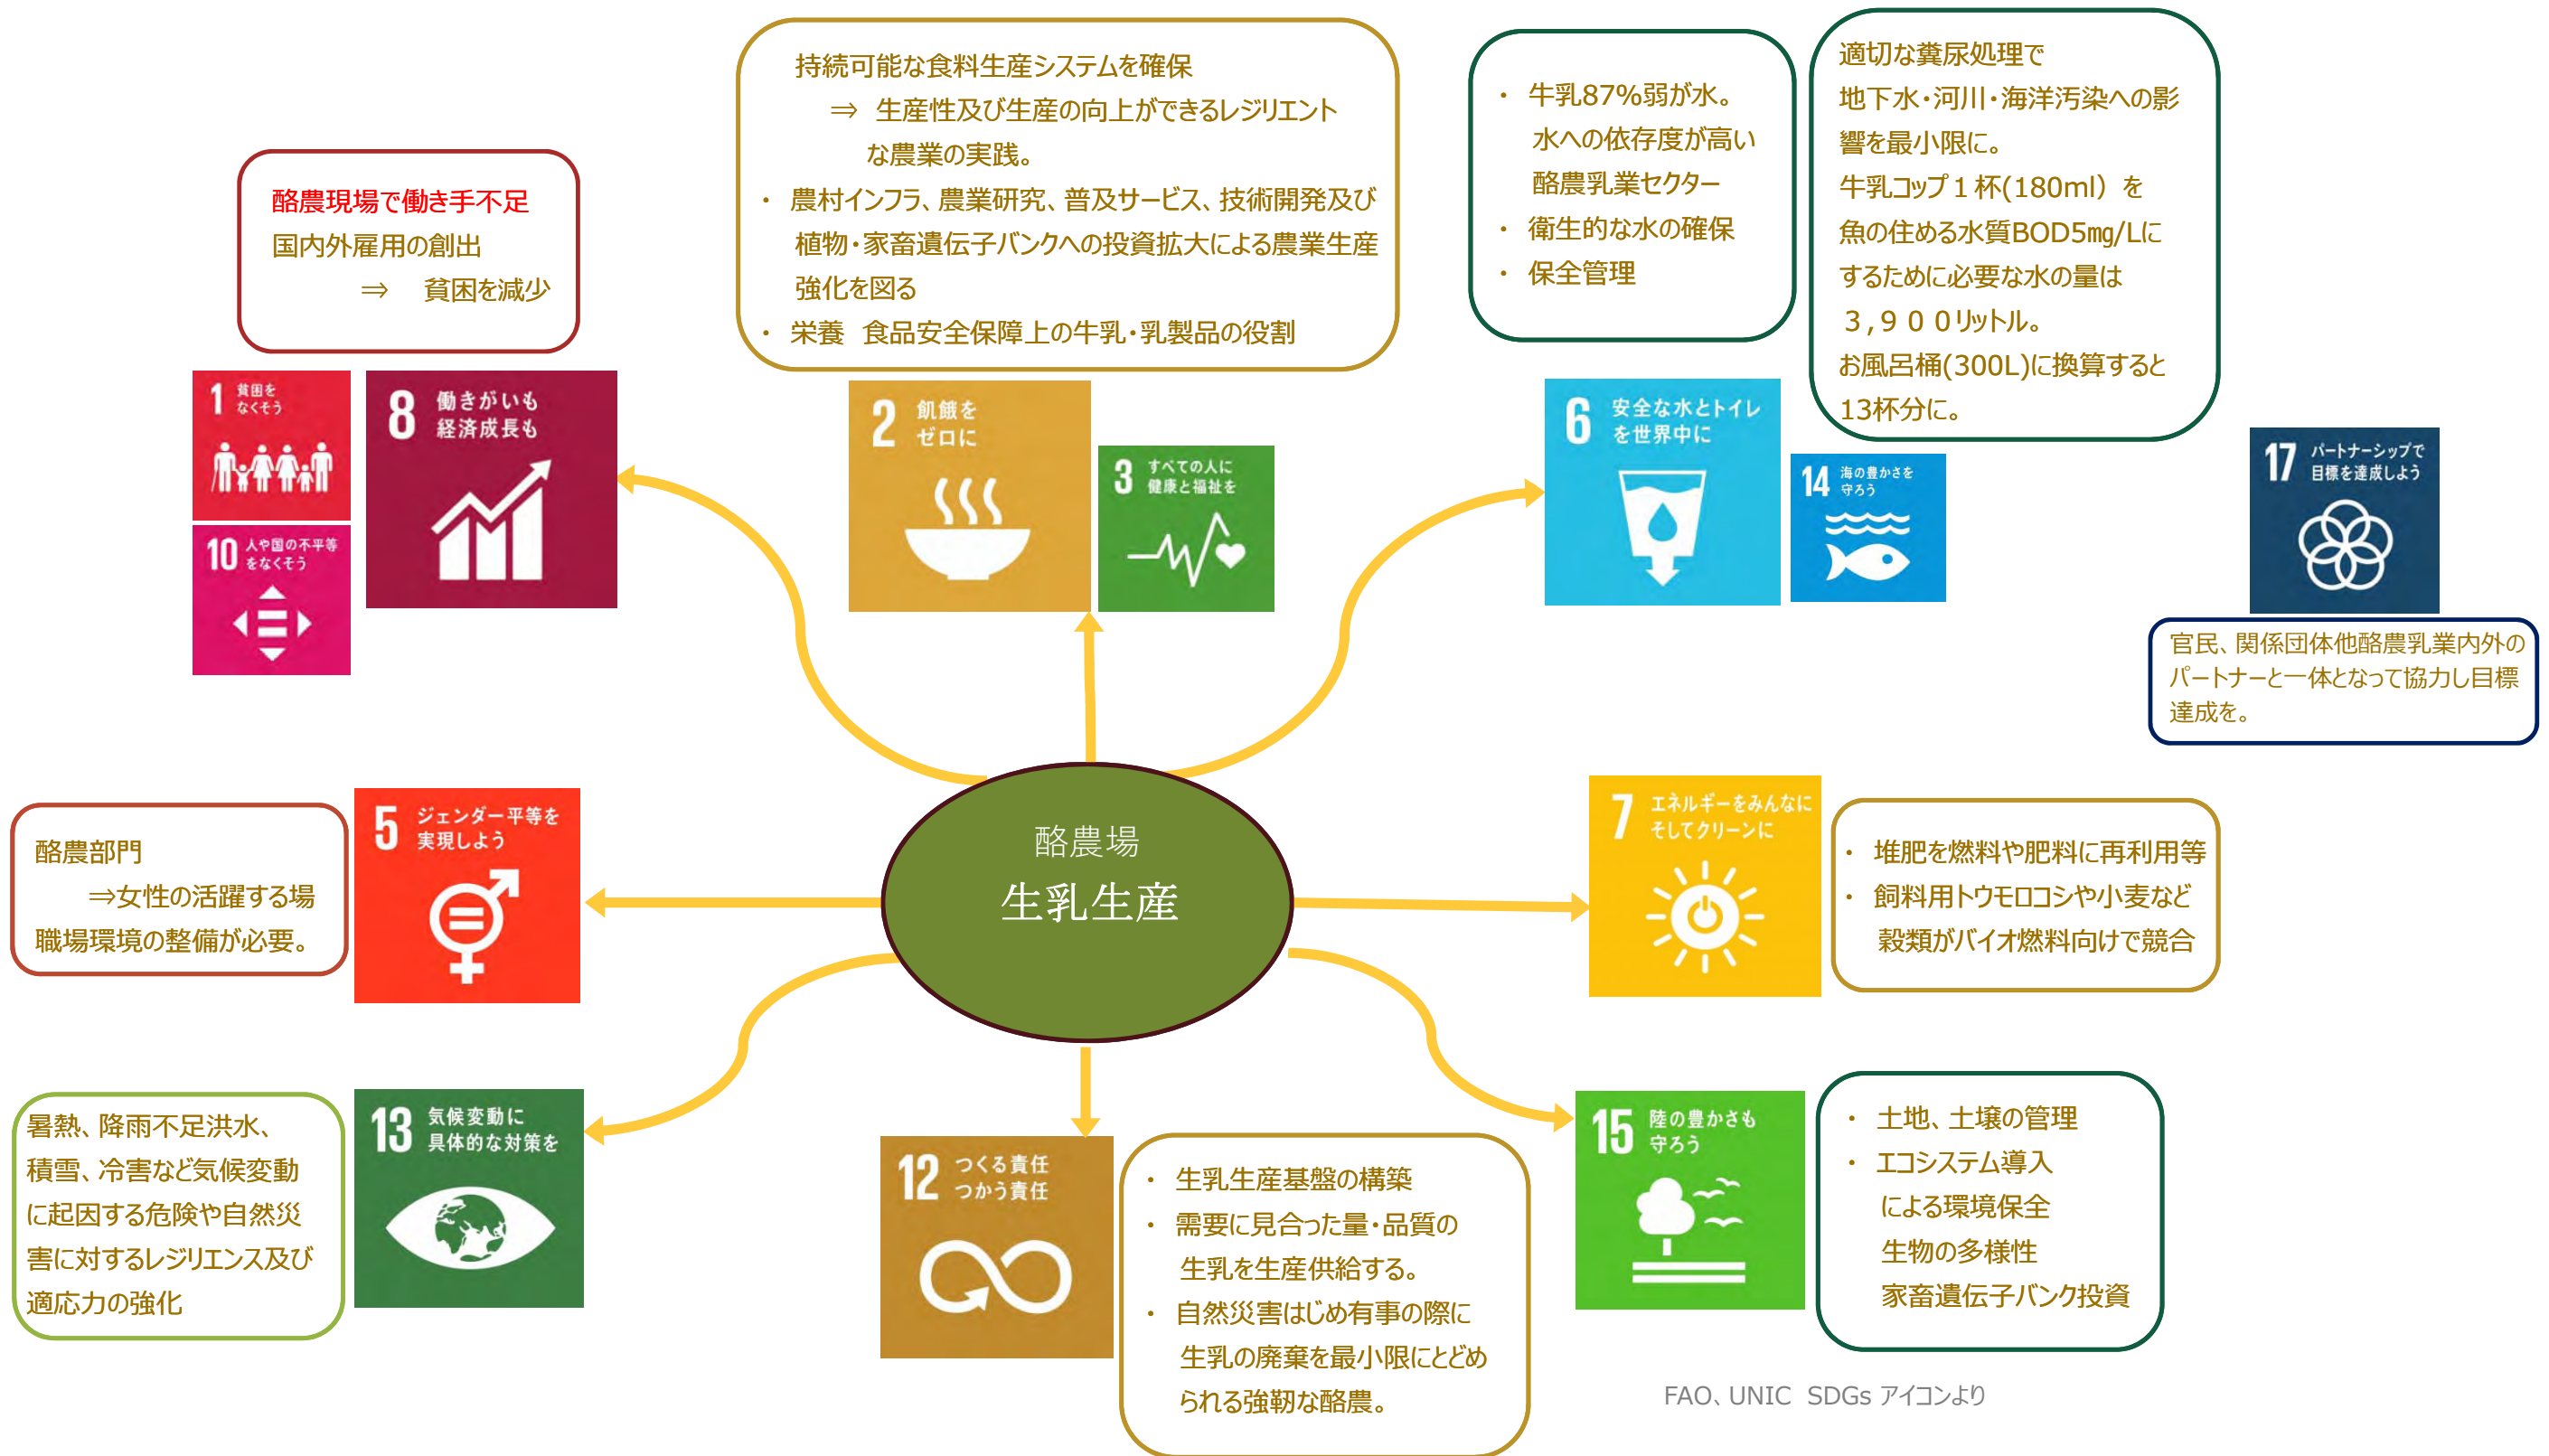 持続可能な食料生産システムを確保
⇒ 生産性及び生産の向上ができるレジリエント
な農業の実践。
・ 農村インフラ、農業研究、普及サービス、技術開発及び
植物・家畜遺伝子バンクへの投資拡大による農業生産
強化を図る
・ 栄養 食品安全保障上の牛乳・乳製品の役割
・ 牛乳87%弱が水。
水への依存度が高い
酪農乳業セクター
・ 衛生的な水の確保
・ 保全管理
適切な糞尿処理で
地下水・河川・海洋汚染への影
響を最小限に。
牛乳コップ1杯(180ml) を
魚の住める水質BOD5㎎/Lに
するために必要な水の量は
3,900リットル。
お風呂桶(300L)に換算すると
13杯分に。
酪農現場で働き手不足
国内外雇用の創出
⇒ 貧困を減少
1 貧困を
なくそう
8 働きがいも
経済成長も
10 人や国の不平等
をなくそう
2 飢餓を
ゼロに
3 すべての人に
健康と福祉を
6 安全な水とトイレ
を世界中に
14 海の豊かさを
守ろう
17 パートナーシップで
目標を達成しよう
官民、関係団体他酪農乳業内外の
パートナーと一体となって協力し目標
達成を。
酪農部門
⇒女性の活躍する場
職場環境の整備が必要。
5 ジェンダー平等を
実現しよう
酪農場
生乳生産
7 エネルギーをみんなに
そしてクリーンに
・ 堆肥を燃料や肥料に再利用等
・ 飼料用トウモロコシや小麦など
穀類がバイオ燃料向けで競合
暑熱、降雨不足洪水、
積雪、冷害など気候変動
に起因する危険や自然災
害に対するレジリエンス及び
適応力の強化
13 気候変動に
具体的な対策を
12 つくる責任
つかう責任
・ 生乳生産基盤の構築
・ 需要に見合った量・品質の
生乳を生産供給する。
・ 自然災害はじめ有事の際に
生乳の廃棄を最小限にとどめ
られる強靭な酪農。
15 陸の豊かさも
守ろう
・ 土地、土壌の管理
・ エコシステム導入
による環境保全
生物の多様性
家畜遺伝子バンク投資
FAO、UNIC SDGs アイコンより